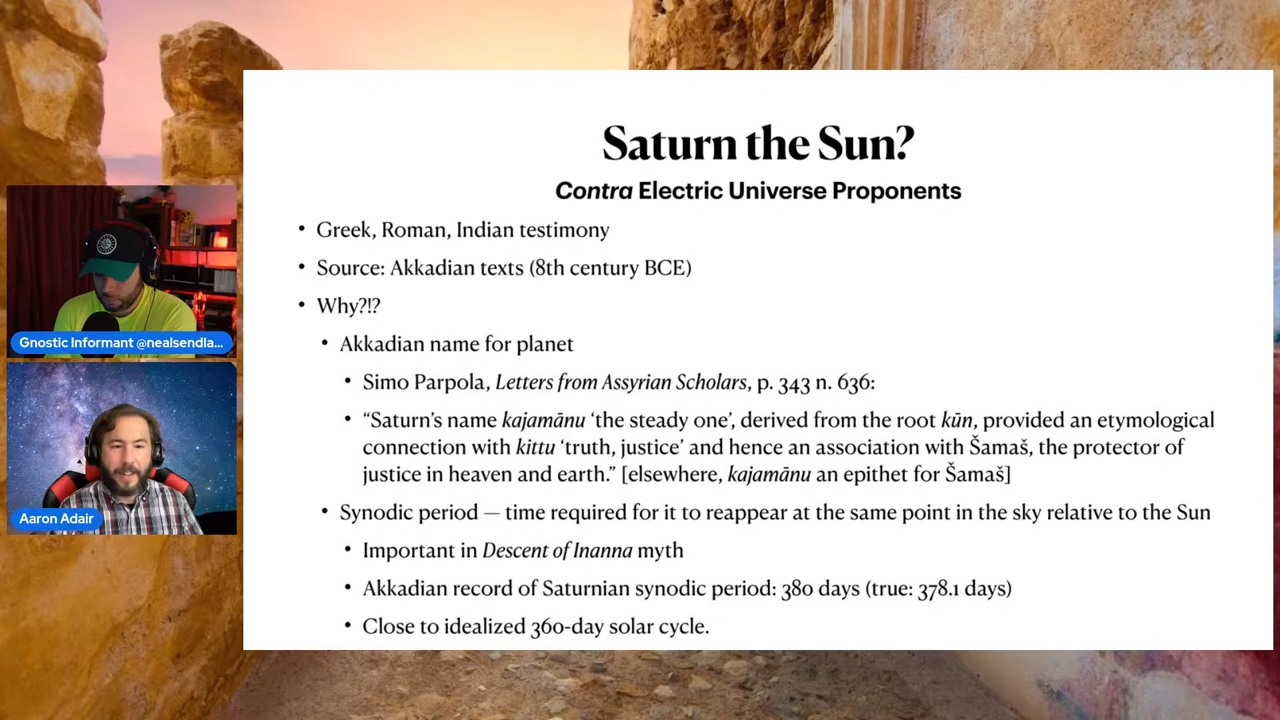 Saturn the Sun?
Contra Electric Universe Proponents
• Greek, Roman, Indian testimony
• Source: Akkadian texts (8th century BCE)
• Why?!?
• Akkadian name for planet
• Simo Parpola, Letters from Assyrian Scholars, p. 343 n. 636:
• “Saturn’s name kajamānu ‘the steady one’, derived from the root kūn, provided an etymological
connection with kittu ‘truth, justice’ and hence an association with Šamaš, the protector of
justice in heaven and earth.” [elsewhere, kajamānu an epithet for Šamaš]
• Synodic period — time required for it to reappear at the same point in the sky relative to the Sun
• Important in Descent of Inanna myth
• Akkadian record of Saturnian synodic period: 380 days (true: 378.1 days)
• Close to idealized 360-day solar cycle.
Gnostic Informant @nealsendla...
Aaron Adair